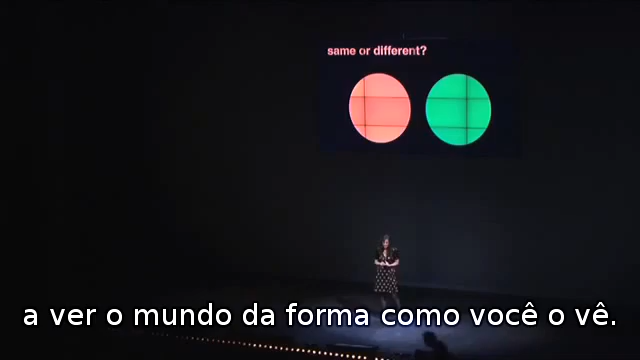 same or different?
a ver o mundo da forma como você o vê.